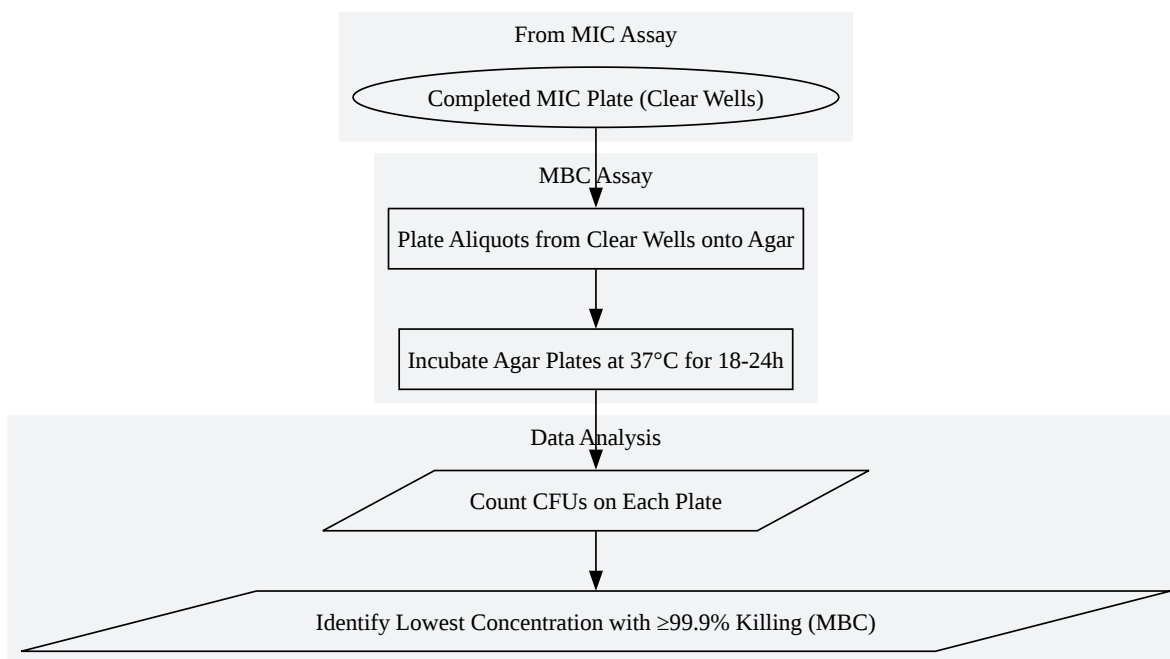 From MIC Assay
Completed MIC Plate (Clear Wells)
MBC Assay
Plate Aliquots from Clear Wells onto Agar
Incubate Agar Plates at 37°C for 18-24h
Data Analysis
Count CFUs on Each Plate
Identify Lowest Concentration with ≥99.9% Killing (MBC)